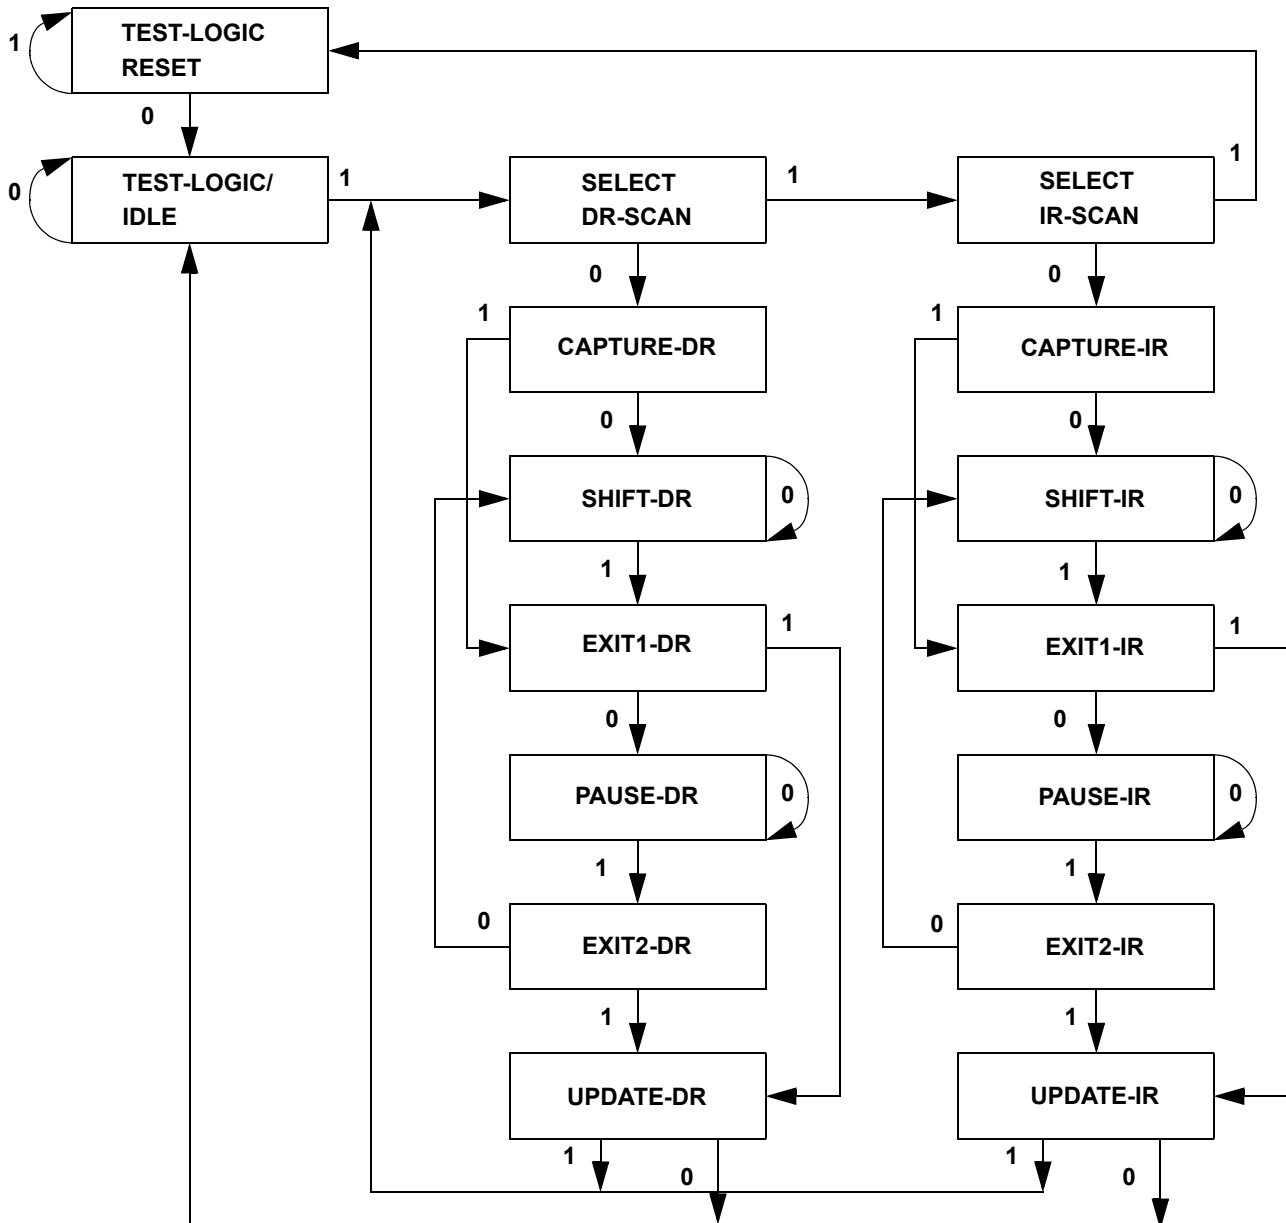 1
TEST-LOGIC
RESET
0
0
TEST-LOGIC/
IDLE
1
SELECT
DR-SCAN
1
SELECT
IR-SCAN
1
0
0
1
CAPTURE-DR
1
CAPTURE-IR
0
0
SHIFT-DR
0
SHIFT-IR
0
1
1
EXIT1-DR
1
EXIT1-IR
1
0
0
PAUSE-DR
0
PAUSE-IR
0
1
1
0
EXIT2-DR
0
EXIT2-IR
1
1
UPDATE-DR
UPDATE-IR
1
0
1
0